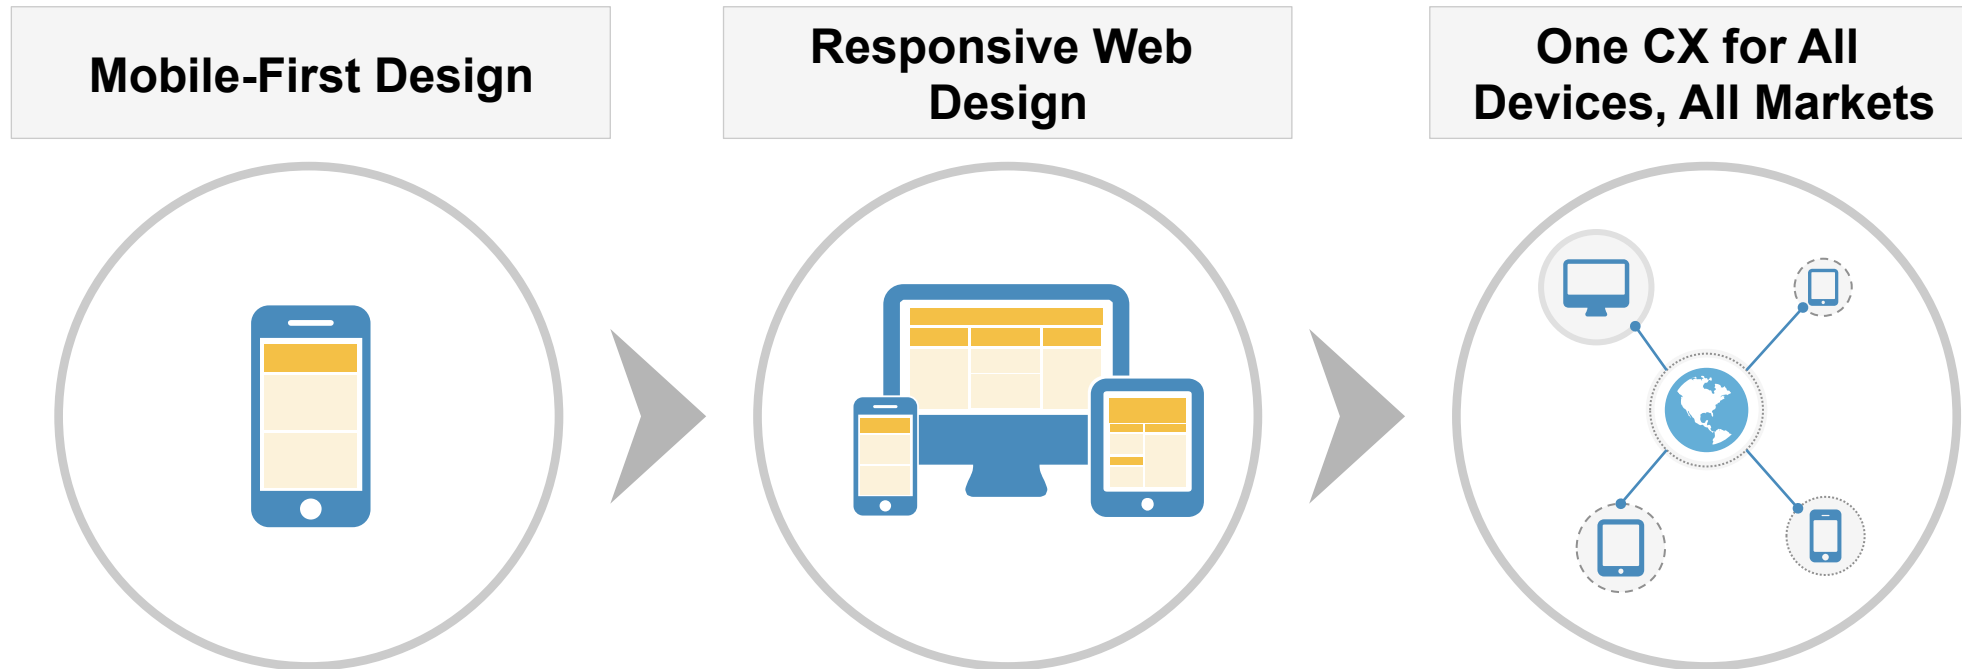 Mobile-First Design
Responsive Web
Design
One CX for All
Devices, All Markets